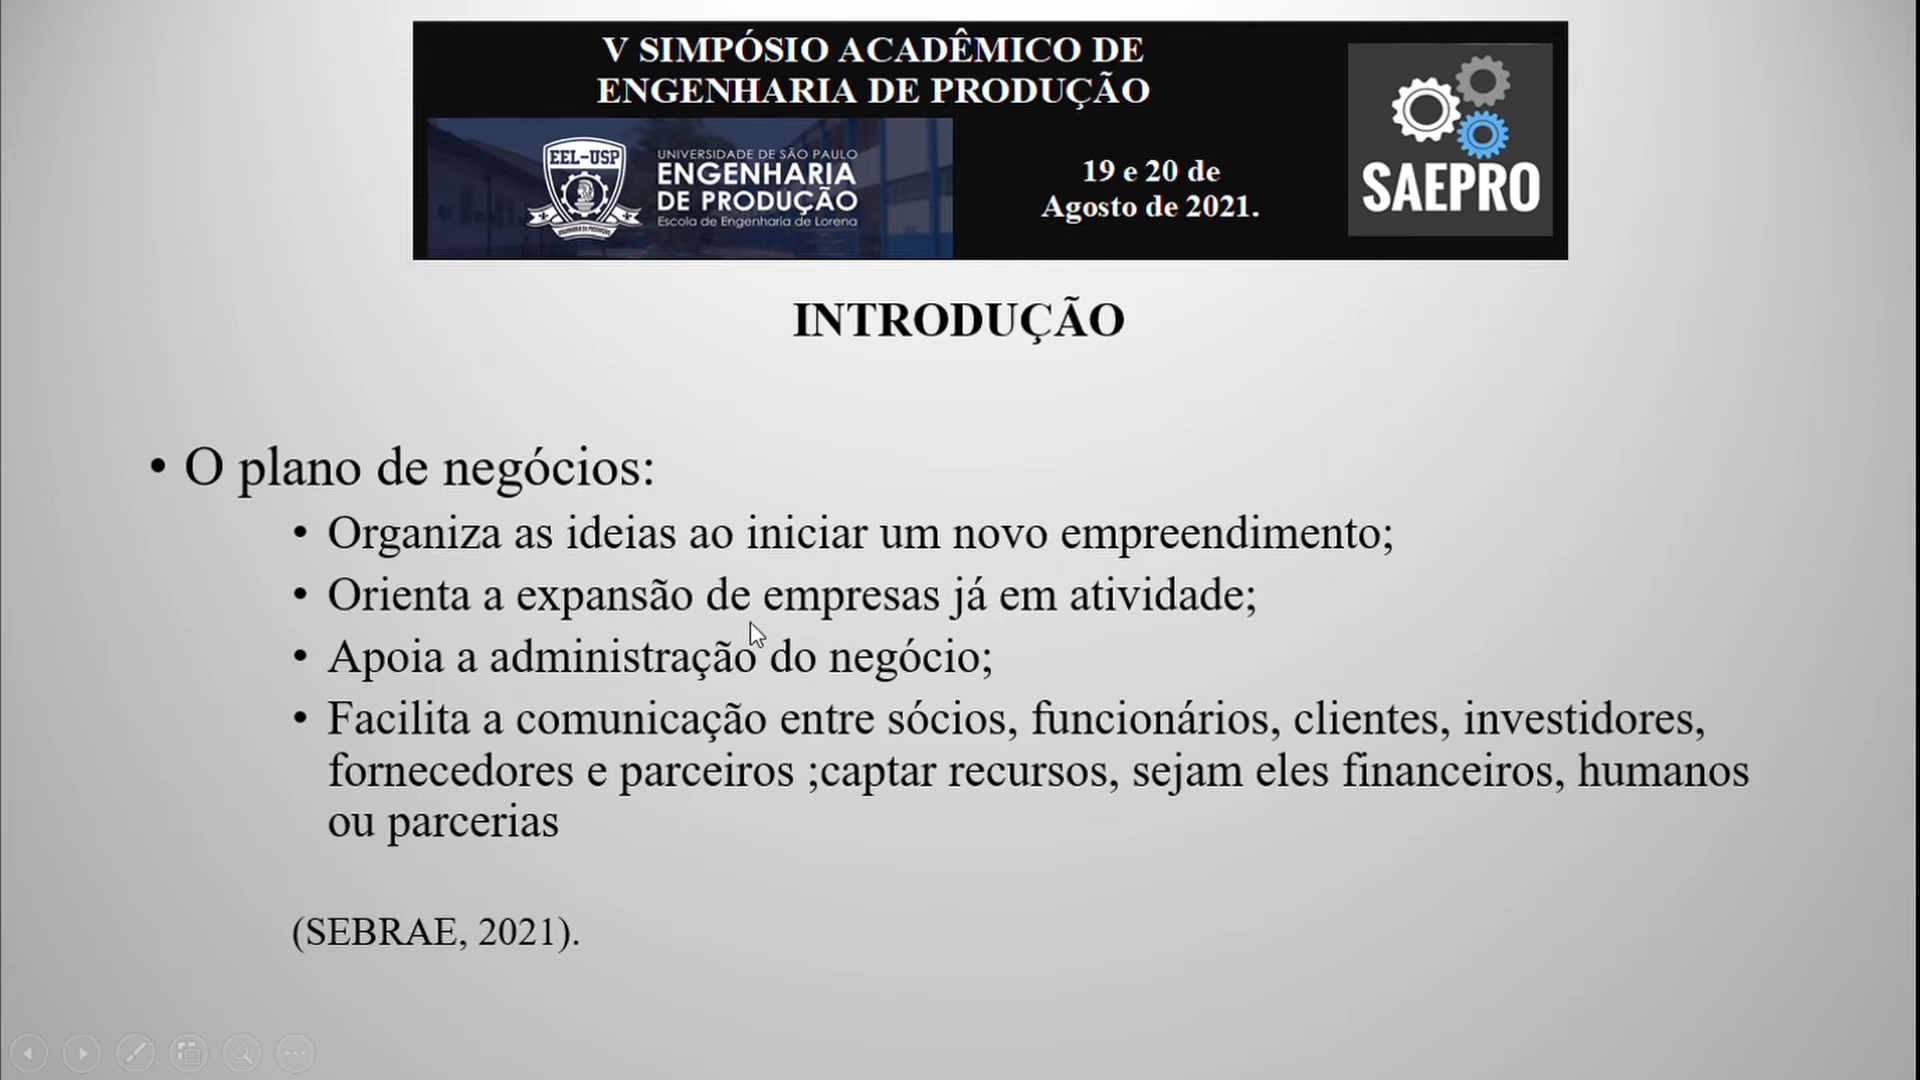 V SIMPÓSIO ACADÊMICO DE
ENGENHARIA DE PRODUÇÃO
EEL-USP
UNIVERSIDADE DE SÃO PAULO
ENGENHARIA
DE PRODUÇÃO
Escola de Engenharia de Lorena
19 e 20 de
Agosto de 2021.
SAEPRO
INTRODUÇÃO
• O plano de negócios:
• Organiza as ideias ao iniciar um novo empreendimento;
• Orienta a expansão de empresas já em atividade;
• Apoia a administração do negócio;
• Facilita a comunicação entre sócios, funcionários, clientes, investidores,
fornecedores e parceiros ;captar recursos, sejam eles financeiros, humanos
ou parcerias
(SEBRAE, 2021).